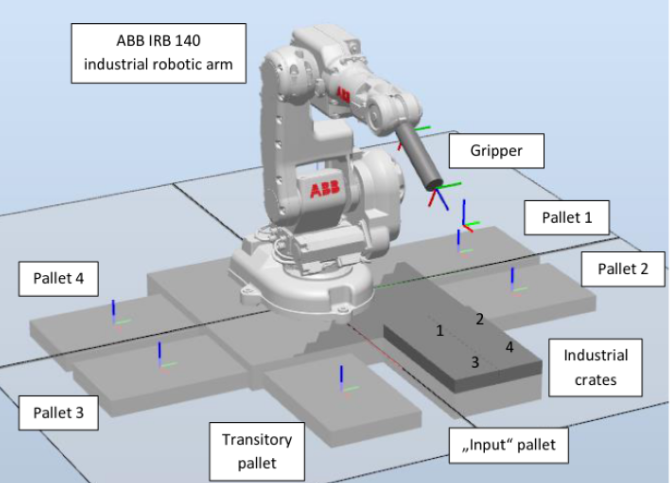 ABB IRB 140
industrial robotic arm
ABB
Gripper
ABB
Pallet 1
Pallet 2
Pallet 4
2
1
4
3
Industrial
crates
Pallet 3
Transitory
pallet
„Input“ pallet